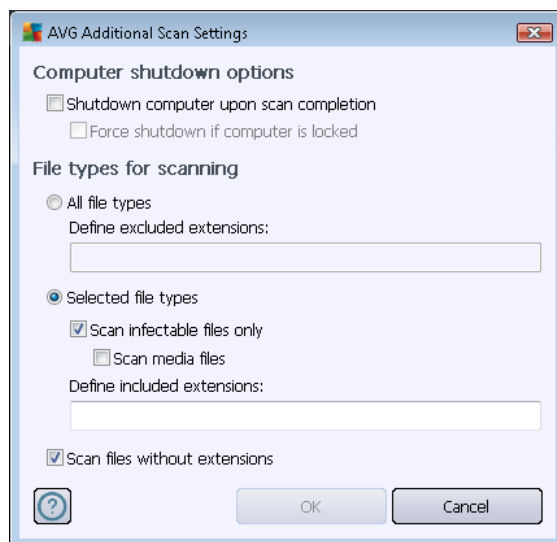 AVG Additional Scan Settings
Computer shutdown options
Shutdown computer upon scan completion
Force shutdown if computer is locked
File types for scanning
All file types
Define excluded extensions:
Selected file types
Scan infectable files only
Scan media files
Define included extensions:
Scan files without extensions
?
OK
Cancel